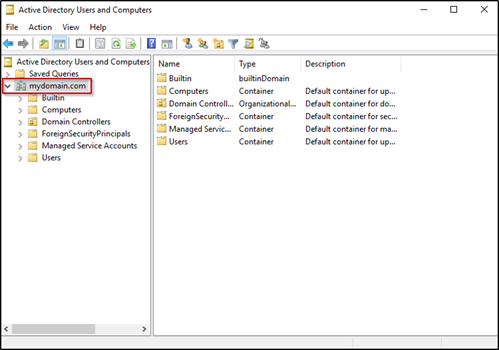 Active Directory Users and Computers
File Action View Help
Active Directory Users and Computers
Saved Queries
mydomain.com
Builtin
Computers
Domain Controllers
ForeignSecurityPrincipals
Managed Service Accounts
Users
Name Type Description
Builtin builtinDomain
Computers Container Default container for up...
Domain Controll... Organizational... Default container for do...
ForeignSecurity... Container Default container for sec...
Managed Servic... Container Default container for ma...
Users Container Default container for up...